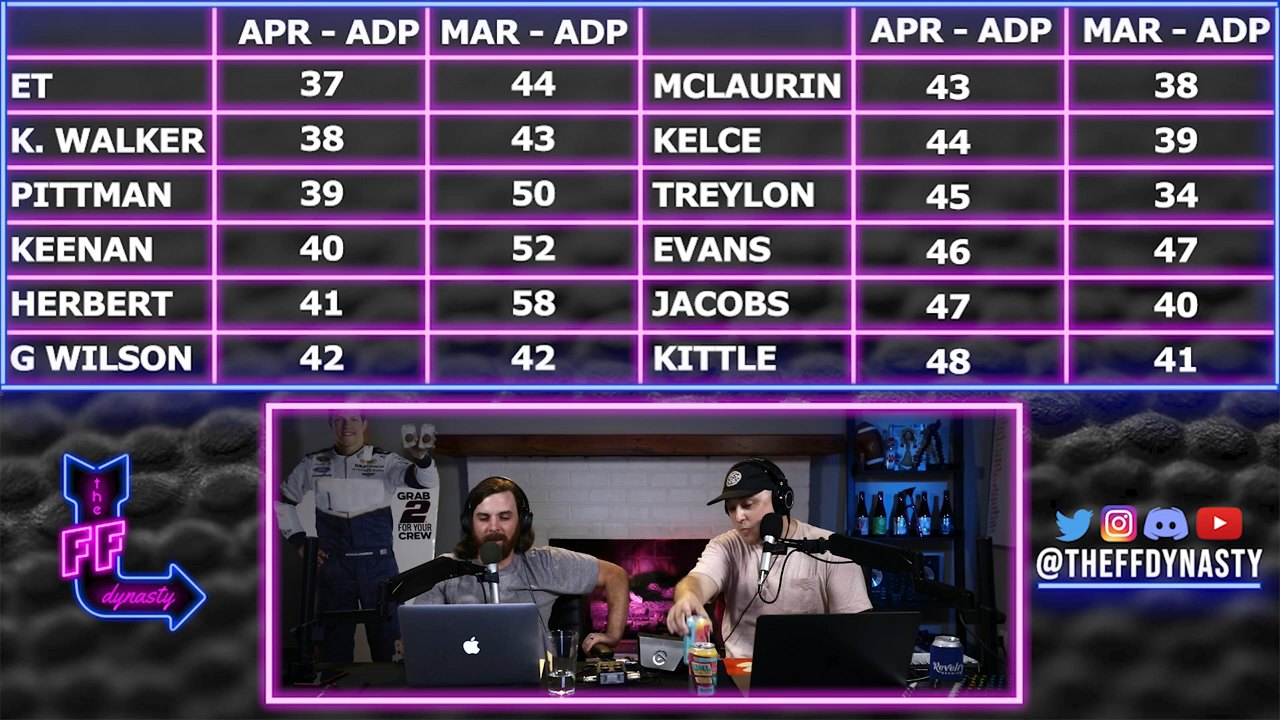 APR - ADP MAR - ADP APR - ADP MAR - ADP
ET 37 44 MCLAURIN 43 38
K. WALKER 38 43 KELCE 44 39
PITTMAN 39 50 TREYLON 45 34
KEENAN 40 52 EVANS 46 47
HERBERT 41 58 JACOBS 47 40
G WILSON 42 42 KITTLE 48 41
the
FF
dynasty
GRAB
2
FOR YOUR
CREW
Revelry
@THEFFDYNASTY